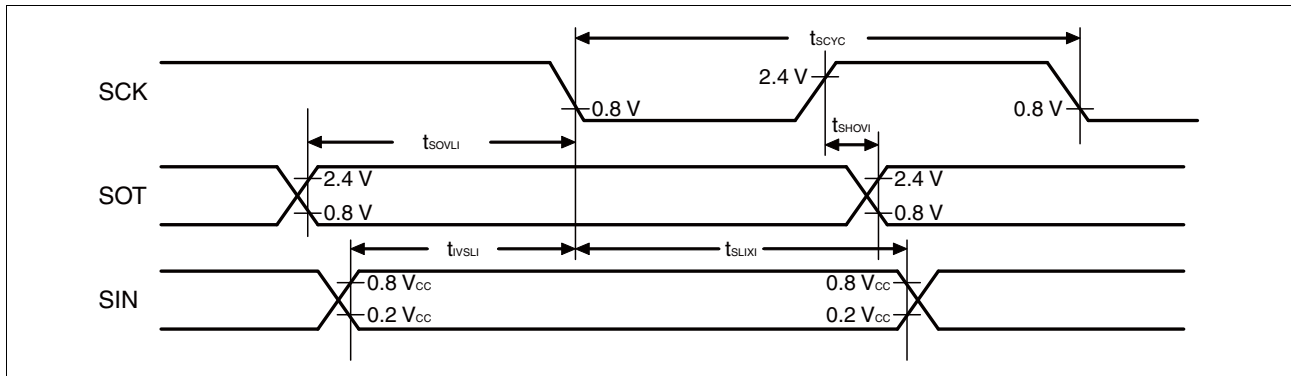 tSCYC
SCK
2.4 V
0.8 V
0.8 V
tSHOVI
tSOVLI
SOT
2.4 V
2.4 V
0.8 V
0.8 V
tIVSLI
tSLIXI
SIN
0.8 VCC
0.8 VCC
0.2 VCC
0.2 VCC